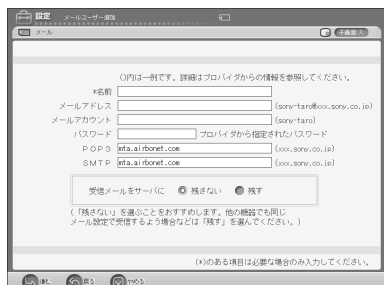 設定 メールユーザー追加
メール 子画面入
()内は一例です。詳細はプロバイダからの情報を参照してください。
*名前
メールアドレス (sony-taro@xxx.sony.co.jp)
メールアカウント (sony-taro)
パスワード プロバイダから指定されたパスワード
POP3 mta.airbonet.com (xxx.sony.co.jp)
SMTP mta.airbonet.com (xxx.sony.co.jp)
受信メールをサーバに 残さない 残す
(「残さない」を選ぶことをおすすめします。他の機器でも同じ
メール設定で受信するよう場合などは「残す」を選んでください。)
(*)のある項目は必要な場合のみ入力してください。
戻る やめる